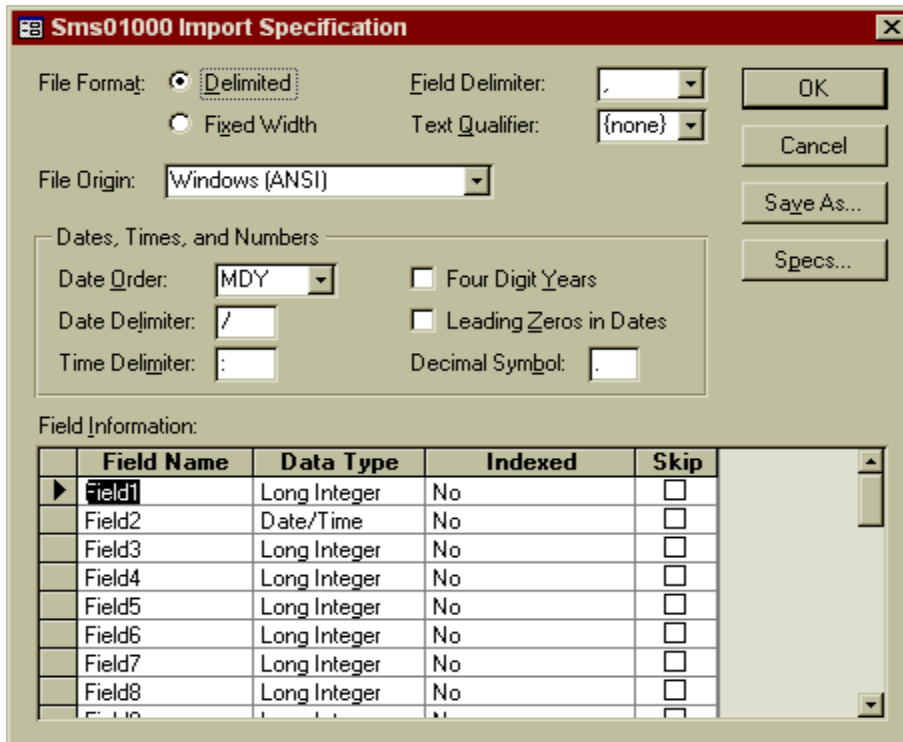 Sms01000 Import Specification
File Format: Delimited Field Delimiter: , OK
Fixed Width Text Qualifier: {none} Cancel
File Origin: Windows (ANSI) Save As...
Dates, Times, and Numbers Specs...
Date Order: MDY Four Digit Years
Date Delimiter: / Leading Zeros in Dates
Time Delimiter: : Decimal Symbol: .
Field Information:
Field Name Data Type Indexed Skip
Field1 Long Integer No
Field2 Date/Time No
Field3 Long Integer No
Field4 Long Integer No
Field5 Long Integer No
Field6 Long Integer No
Field7 Long Integer No
Field8 Long Integer No